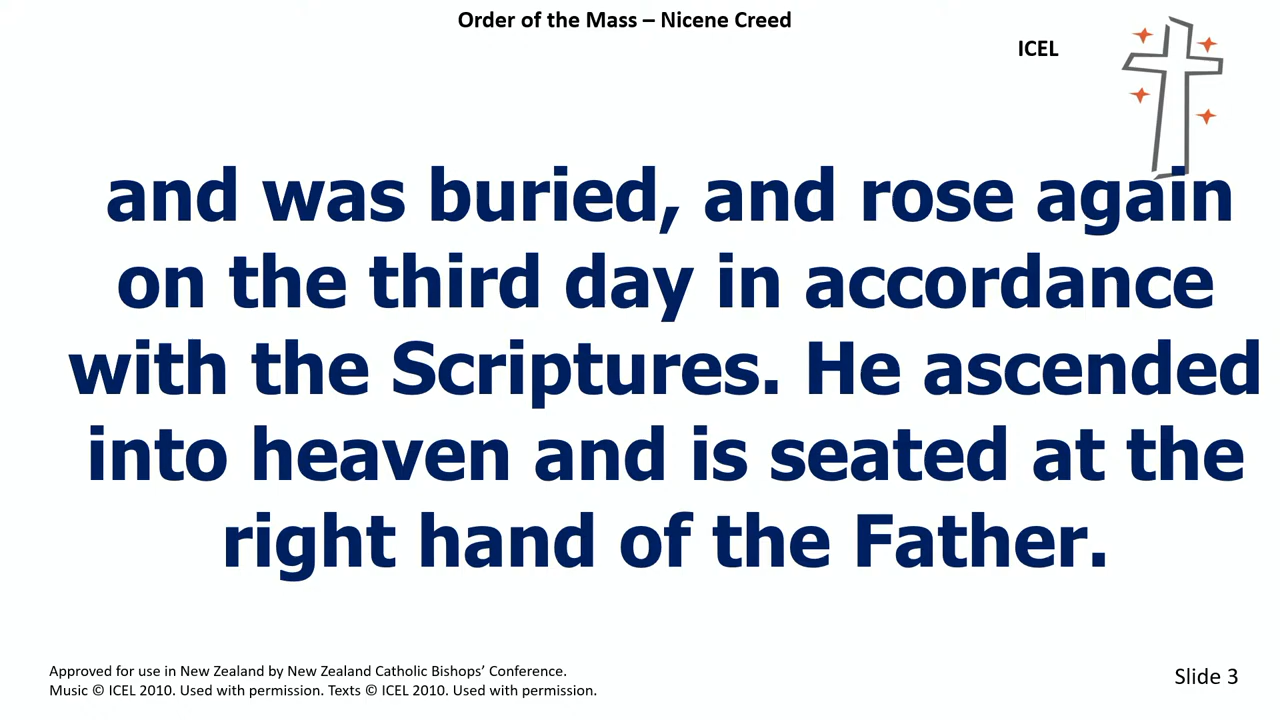 Order of the Mass – Nicene Creed
ICEL
and was buried, and rose again
on the third day in accordance
with the Scriptures. He ascended
into heaven and is seated at the
right hand of the Father.
Approved for use in New Zealand by New Zealand Catholic Bishops’ Conference.
Music © ICEL 2010. Used with permission. Texts © ICEL 2010. Used with permission.
Slide 3